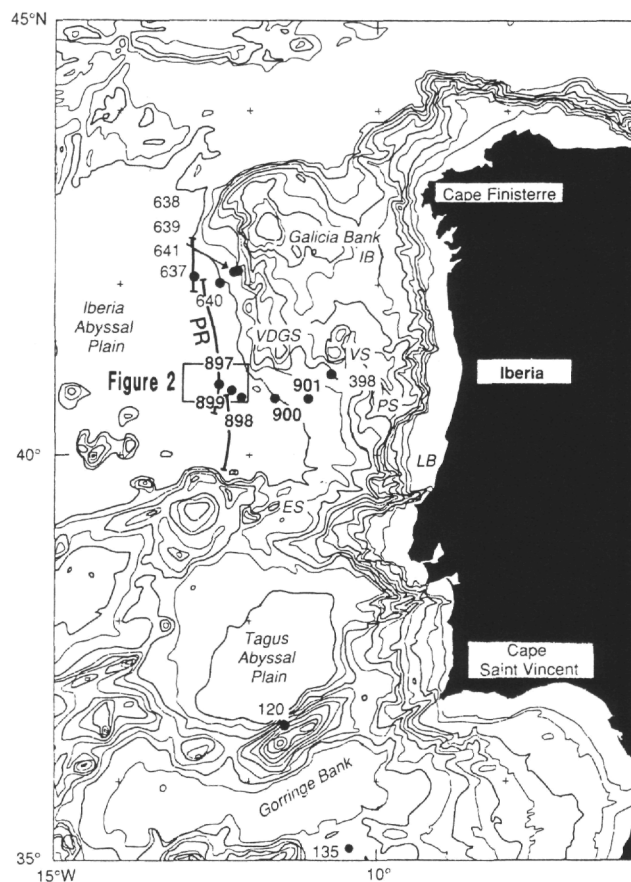 45°N
Cape Finisterre
638
639
641
637
640
Galicia Bank
IB
Iberia
Abyssal
Plain
PR
VDGS
VS
897
Figure 2
899
898
900
901
398
PS
Iberia
40°
LB
ES
Tagus
Abyssal
Plain
Cape
Saint Vincent
120
Gorringe Bank
135
35°
15°W
10°